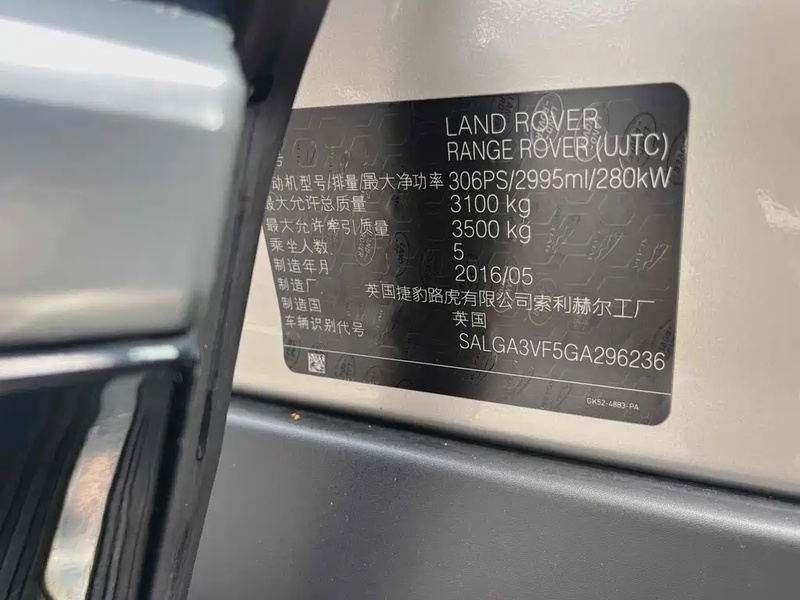 LAND ROVER
号 RANGE ROVER (UJTC)
动机型号/排量/最大净功率 306PS/2995ml/280kW
最大允许总质量 3100 kg
最大允许牵引质量 3500 kg
乘坐人数 5
制造年月 2016/05
制造厂 英国捷豹路虎有限公司索利赫尔工厂
制造国 英国
车辆识别代号 SALGA3VF5GA296236
GK52-4883-PA